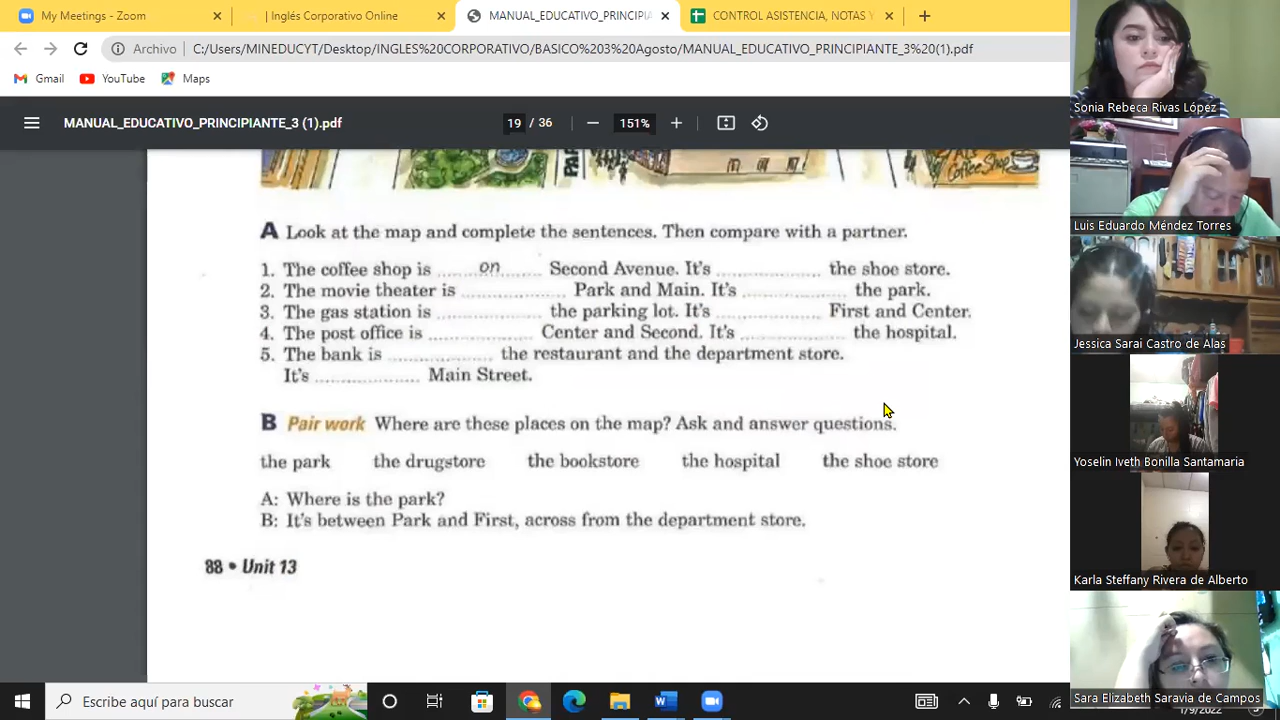 My Meetings - Zoom
| Inglés Corporativo Online
MANUAL_EDUCATIVO_PRINCIPIA
CONTROL ASISTENCIA, NOTAS Y
Archivo
C:/Users/MINEDUCYT/Desktop/INGLES%20CORPORATIVO/BASICO%203%20Agosto/MANUAL_EDUCATIVO_PRINCIPIANTE_3%20(1).pdf
Gmail
YouTube
Maps
MANUAL_EDUCATIVO_PRINCIPIANTE_3 (1).pdf
19 / 36
151%
Coffee Shop
A Look at the map and complete the sentences. Then compare with a partner.
1. The coffee shop is ....on.... Second Avenue. It's .............. the shoe store.
2. The movie theater is .............. Park and Main. It's .............. the park.
3. The gas station is .............. the parking lot. It's .............. First and Center.
4. The post office is .............. Center and Second. It's .............. the hospital.
5. The bank is .............. the restaurant and the department store.
It's .............. Main Street.
B Pair work Where are these places on the map? Ask and answer questions.
the park the drugstore the bookstore the hospital the shoe store
A: Where is the park?
B: It's between Park and First, across from the department store.
88 • Unit 13
Sonia Rebeca Rivas López
Luis Eduardo Méndez Torres
Jessica Sarai Castro de Alas
Yoselin Iveth Bonilla Santamaria
Karla Steffany Rivera de Alberto
Sara Elizabeth Saravia de Campos
Escribe aquí para buscar
1/9/2022